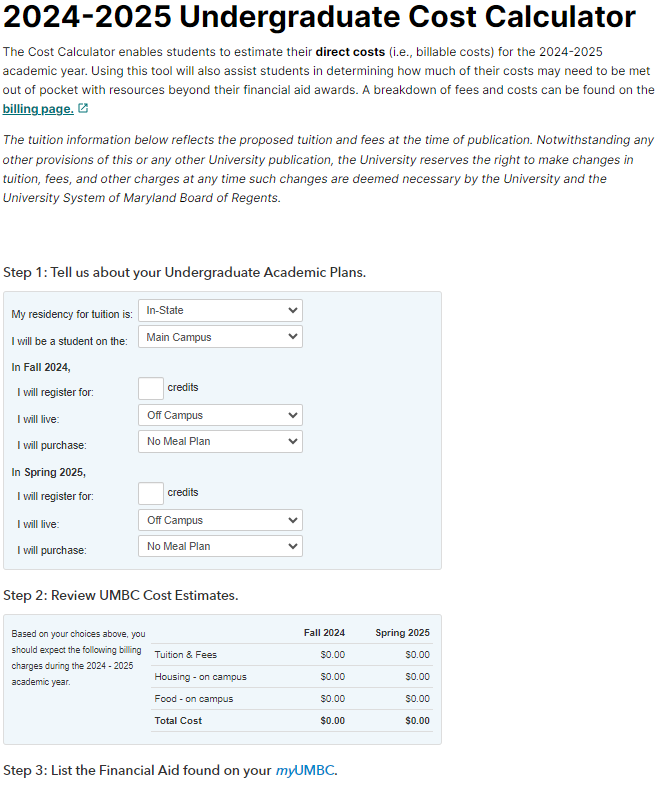 2024-2025 Undergraduate Cost Calculator
The Cost Calculator enables students to estimate their direct costs (i.e., billable costs) for the 2024-2025
academic year. Using this tool will also assist students in determining how much of their costs may need to be met
out of pocket with resources beyond their financial aid awards. A breakdown of fees and costs can be found on the
billing page.
The tuition information below reflects the proposed tuition and fees at the time of publication. Notwithstanding any
other provisions of this or any other University publication, the University reserves the right to make changes in
tuition, fees, and other charges at any time such changes are deemed necessary by the University and the
University System of Maryland Board of Regents.
Step 1: Tell us about your Undergraduate Academic Plans.
My residency for tuition is: In-State
I will be a student on the: Main Campus
In Fall 2024,
I will register for: credits
I will live: Off Campus
I will purchase: No Meal Plan
In Spring 2025,
I will register for: credits
I will live: Off Campus
I will purchase: No Meal Plan
Step 2: Review UMBC Cost Estimates.
Based on your choices above, you
should expect the following billing
charges during the 2024 - 2025
academic year.
Fall 2024 Spring 2025
Tuition & Fees $0.00 $0.00
Housing - on campus $0.00 $0.00
Food - on campus $0.00 $0.00
Total Cost $0.00 $0.00
Step 3: List the Financial Aid found on your myUMBC.